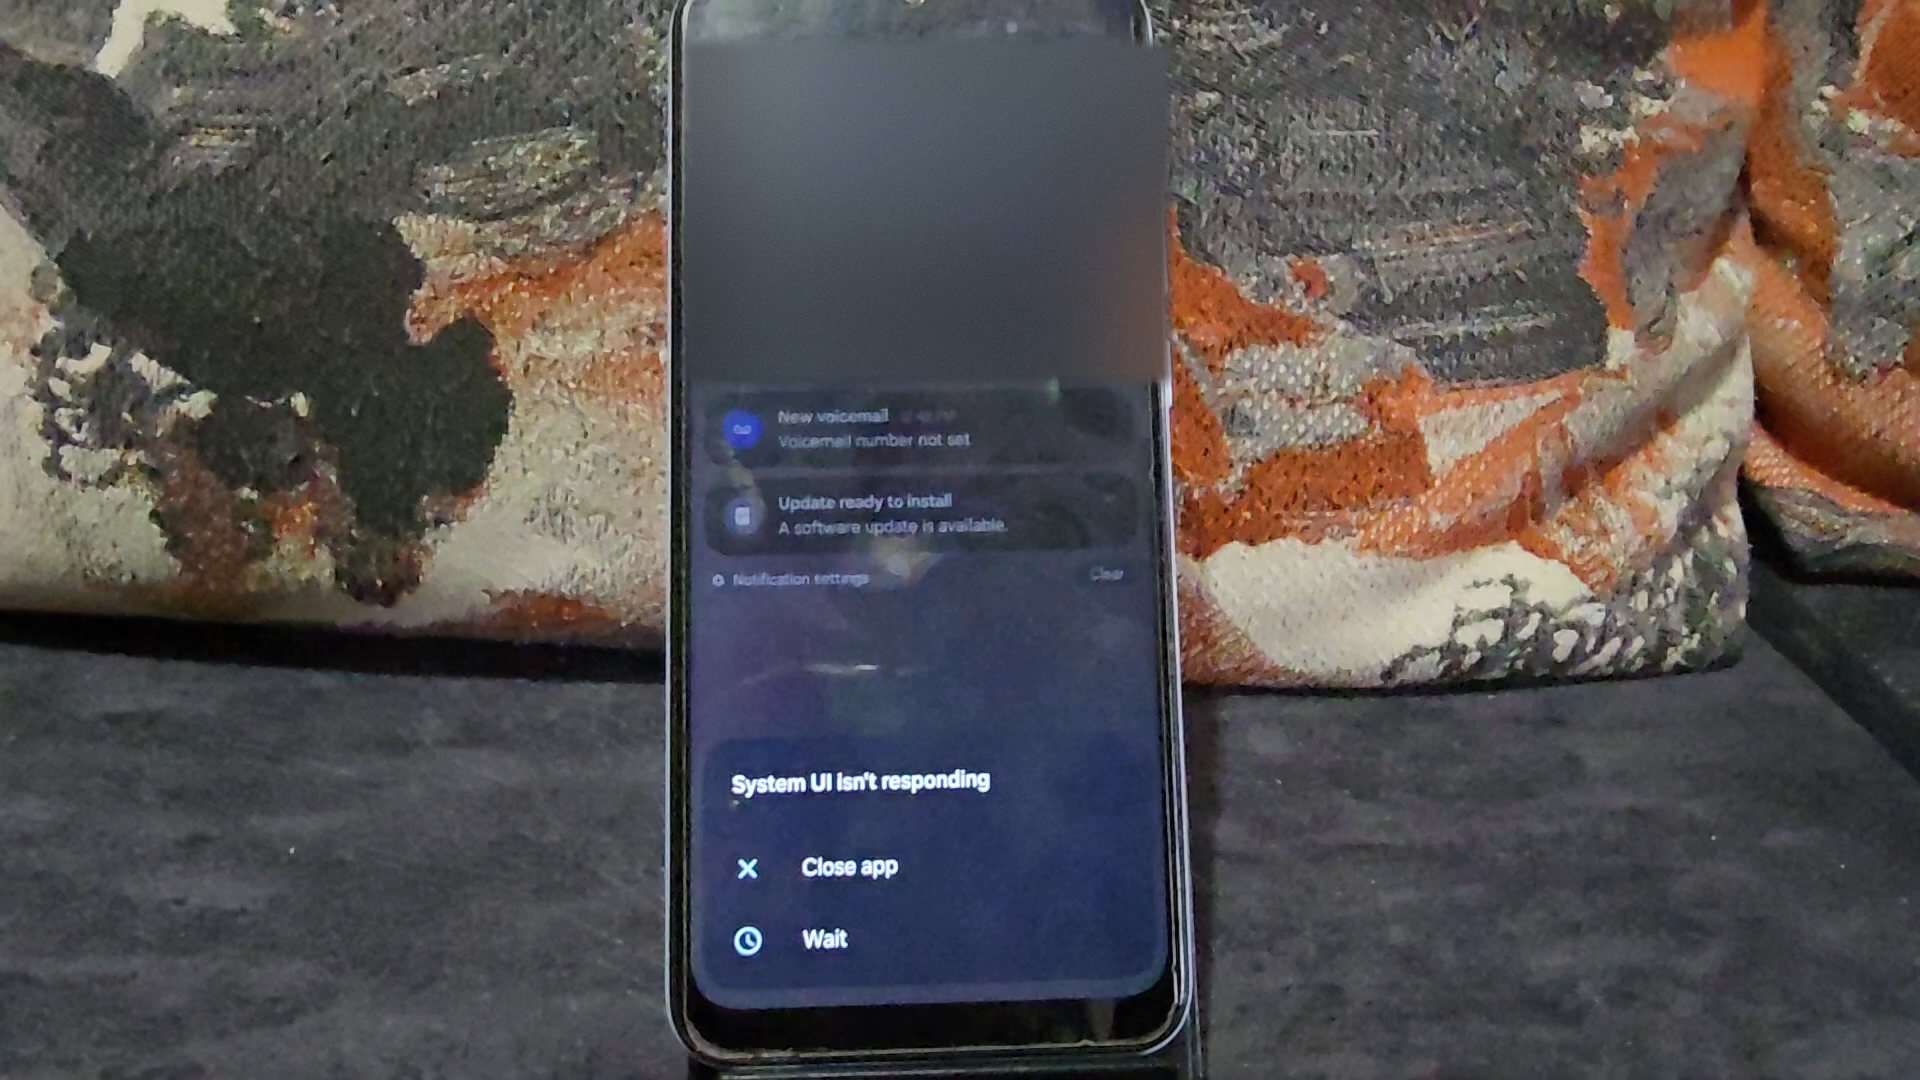 New voicemail
Voicemail number not set
Update ready to install
A software update is available.
Notification settings
Clear
System UI isn't responding
Close app
Wait